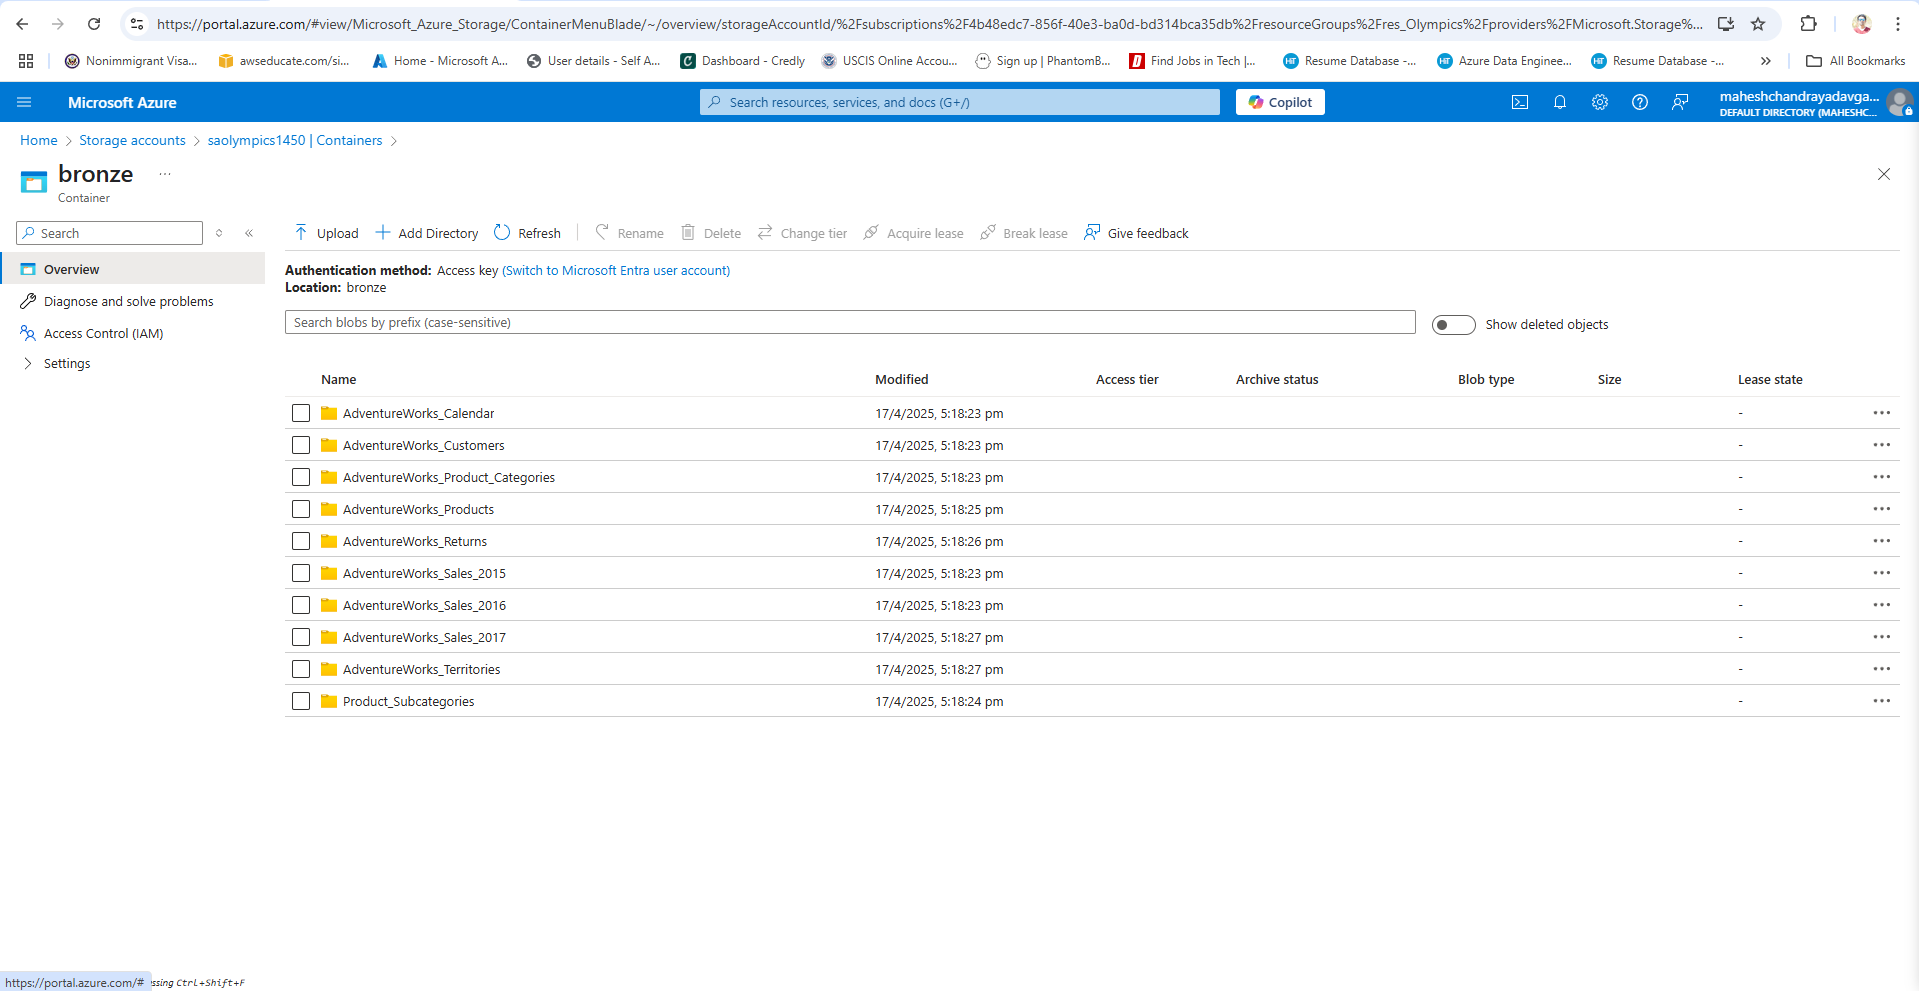 https://portal.azure.com/#view/Microsoft_Azure_Storage/ContainerMenuBlade/~/overview/storageAccountId/%2Fsubscriptions%2F4b48edc7-856f-40e3-ba0d-bd314bca35db%2FresourceGroups%2Fres_Olympics%2Fproviders%2FMicrosoft.Storage%...
Nonimmigrant Visa... awseducate.com/si... Home - Microsoft A... User details - Self A... Dashboard - Credly USCIS Online Accou... Sign up | PhantomB... Find Jobs in Tech |... Resume Database -... Azure Data Enginee... Resume Database -... All Bookmarks
Microsoft Azure Search resources, services, and docs (G+/) Copilot maheshchandrayadavga...
DEFAULT DIRECTORY (MAHESHC...
Home > Storage accounts > saolympics1450 | Containers >
bronze ...
Container
Search « Upload Add Directory Refresh Rename Delete Change tier Acquire lease Break lease Give feedback
Overview
Diagnose and solve problems
Access Control (IAM)
Settings
Authentication method: Access key (Switch to Microsoft Entra user account)
Location: bronze
Search blobs by prefix (case-sensitive) Show deleted objects
Name Modified Access tier Archive status Blob type Size Lease state
AdventureWorks_Calendar 17/4/2025, 5:18:23 pm - ...
AdventureWorks_Customers 17/4/2025, 5:18:23 pm - ...
AdventureWorks_Product_Categories 17/4/2025, 5:18:23 pm - ...
AdventureWorks_Products 17/4/2025, 5:18:25 pm - ...
AdventureWorks_Returns 17/4/2025, 5:18:26 pm - ...
AdventureWorks_Sales_2015 17/4/2025, 5:18:23 pm - ...
AdventureWorks_Sales_2016 17/4/2025, 5:18:23 pm - ...
AdventureWorks_Sales_2017 17/4/2025, 5:18:27 pm - ...
AdventureWorks_Territories 17/4/2025, 5:18:27 pm - ...
Product_Subcategories 17/4/2025, 5:18:24 pm - ...
https://portal.azure.com/# ssing Ctrl+Shift+F